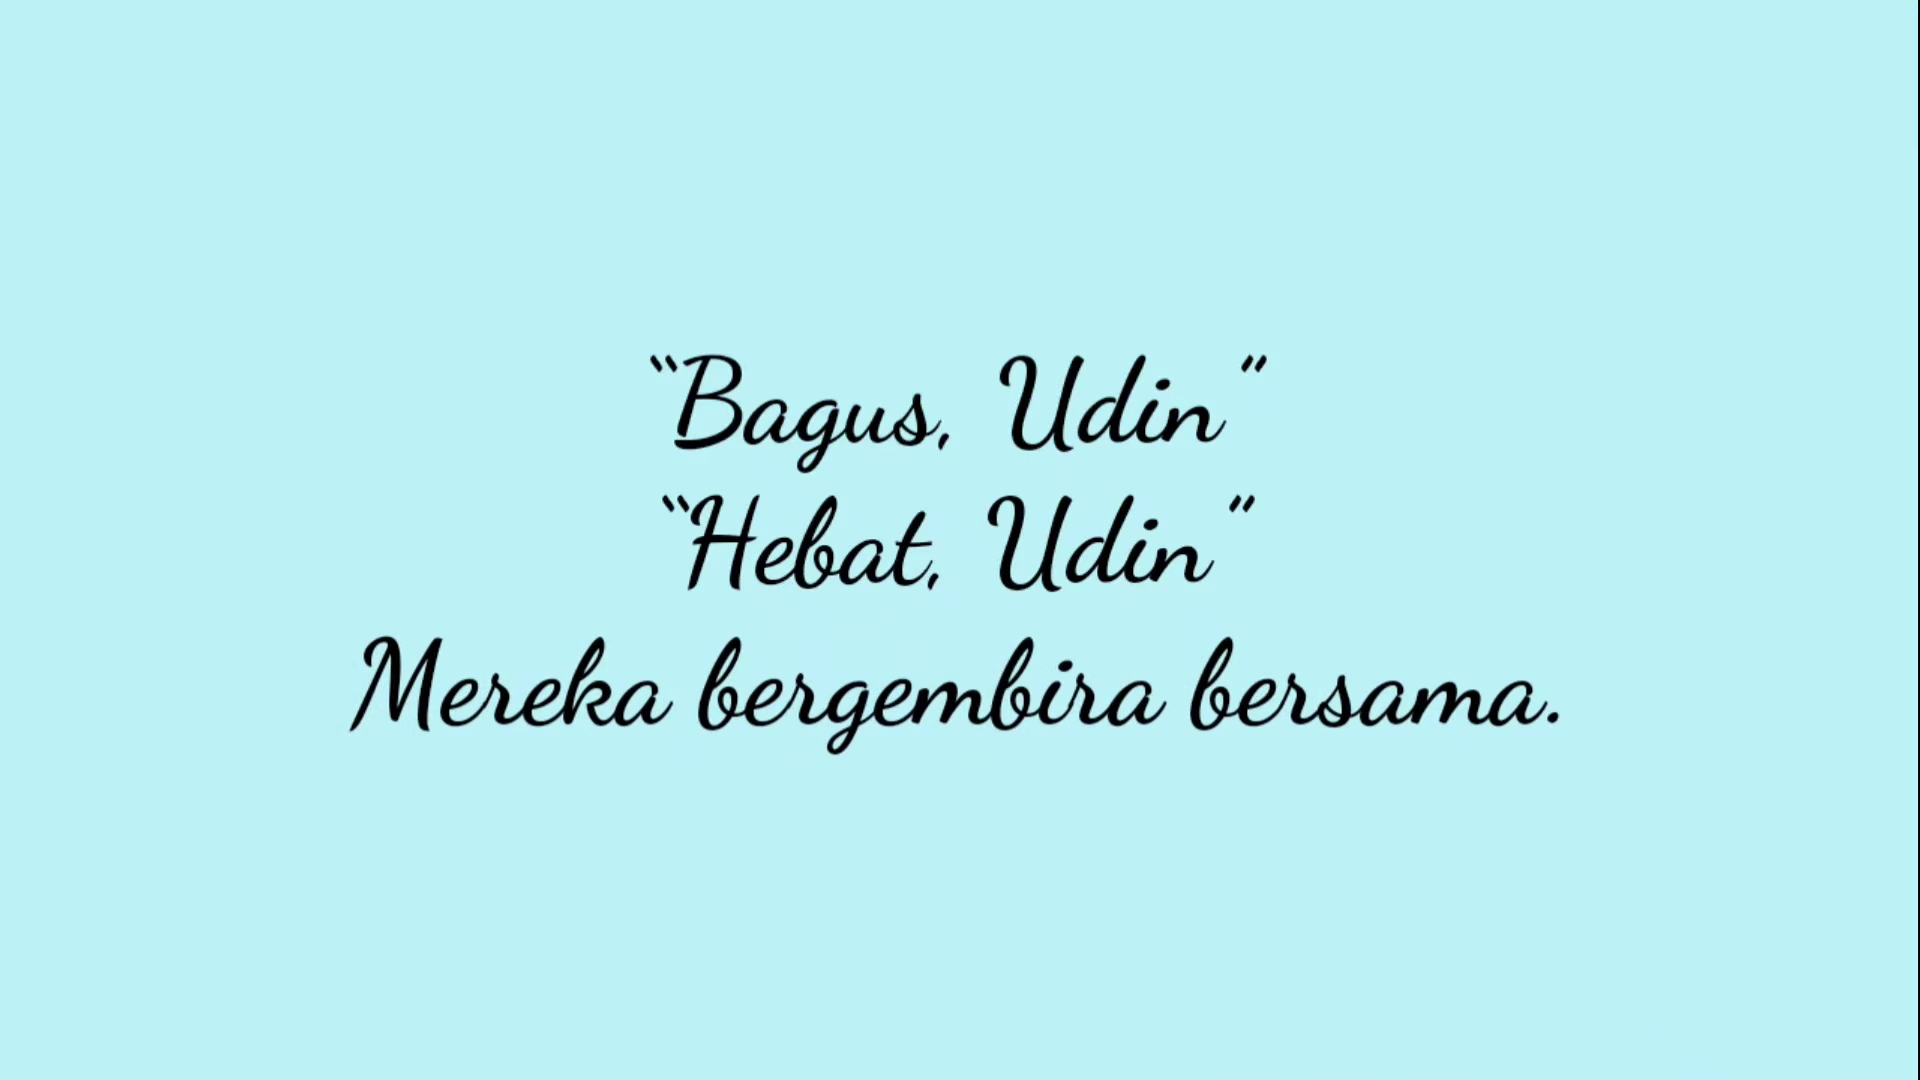 “Bagus, Udin”
“Hebat, Udin”
Mereka bergembira bersama.